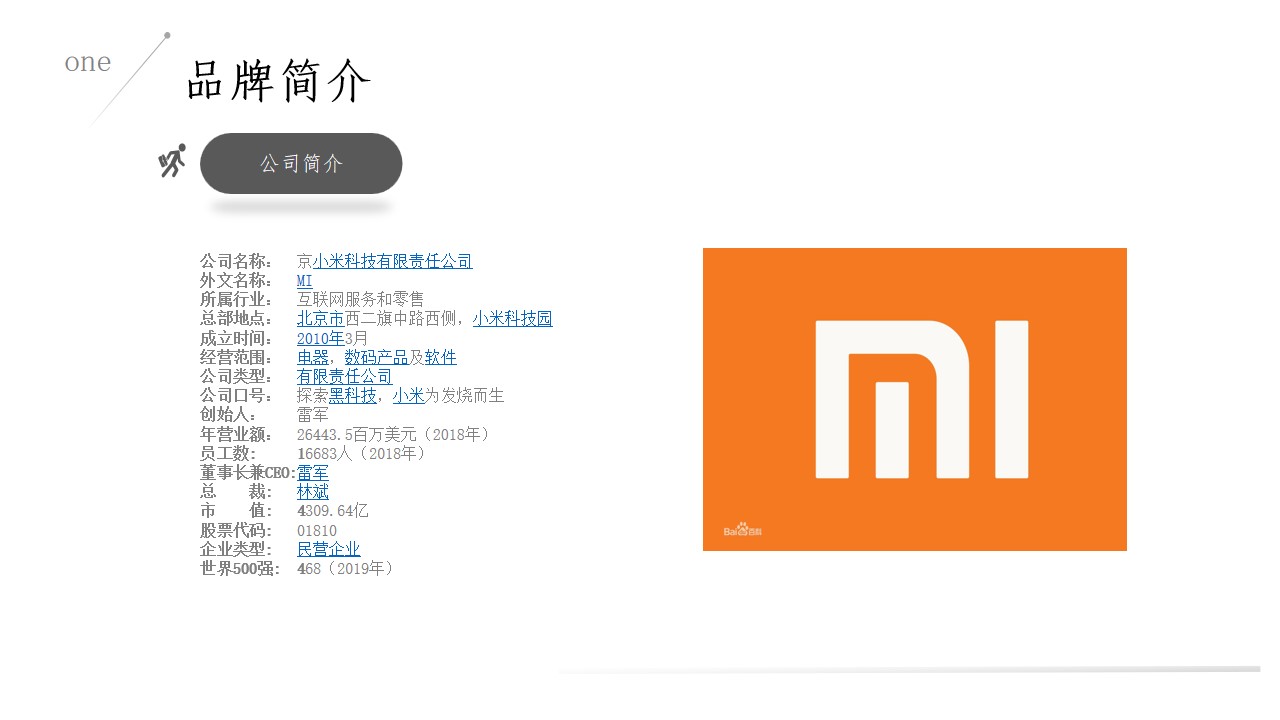 one
品牌简介
公司简介
公司名称： 京小米科技有限责任公司
外文名称： MI
所属行业： 互联网服务和零售
总部地点： 北京市西二旗中路西侧，小米科技园
成立时间： 2010年3月
经营范围： 电器，数码产品及软件
公司类型： 有限责任公司
公司口号： 探索黑科技，小米为发烧而生
创始人： 雷军
年营业额： 26443.5百万美元（2018年）
员工数： 16683人（2018年）
董事长兼CEO:雷军
总　　裁： 林斌
市　　值： 4309.64亿
股票代码： 01810
企业类型： 民营企业
世界500强： 468（2019年）
MI
Bai百科